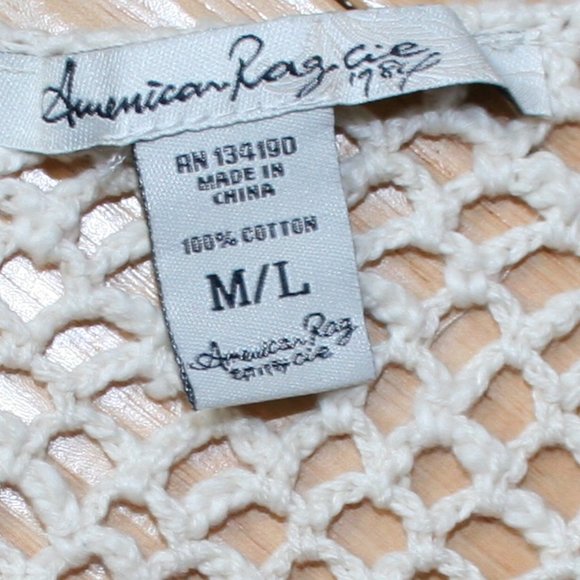 American Rag Cie
1984
RN 134190
MADE IN
CHINA
100% COTTON
M/L
American Rag
cie